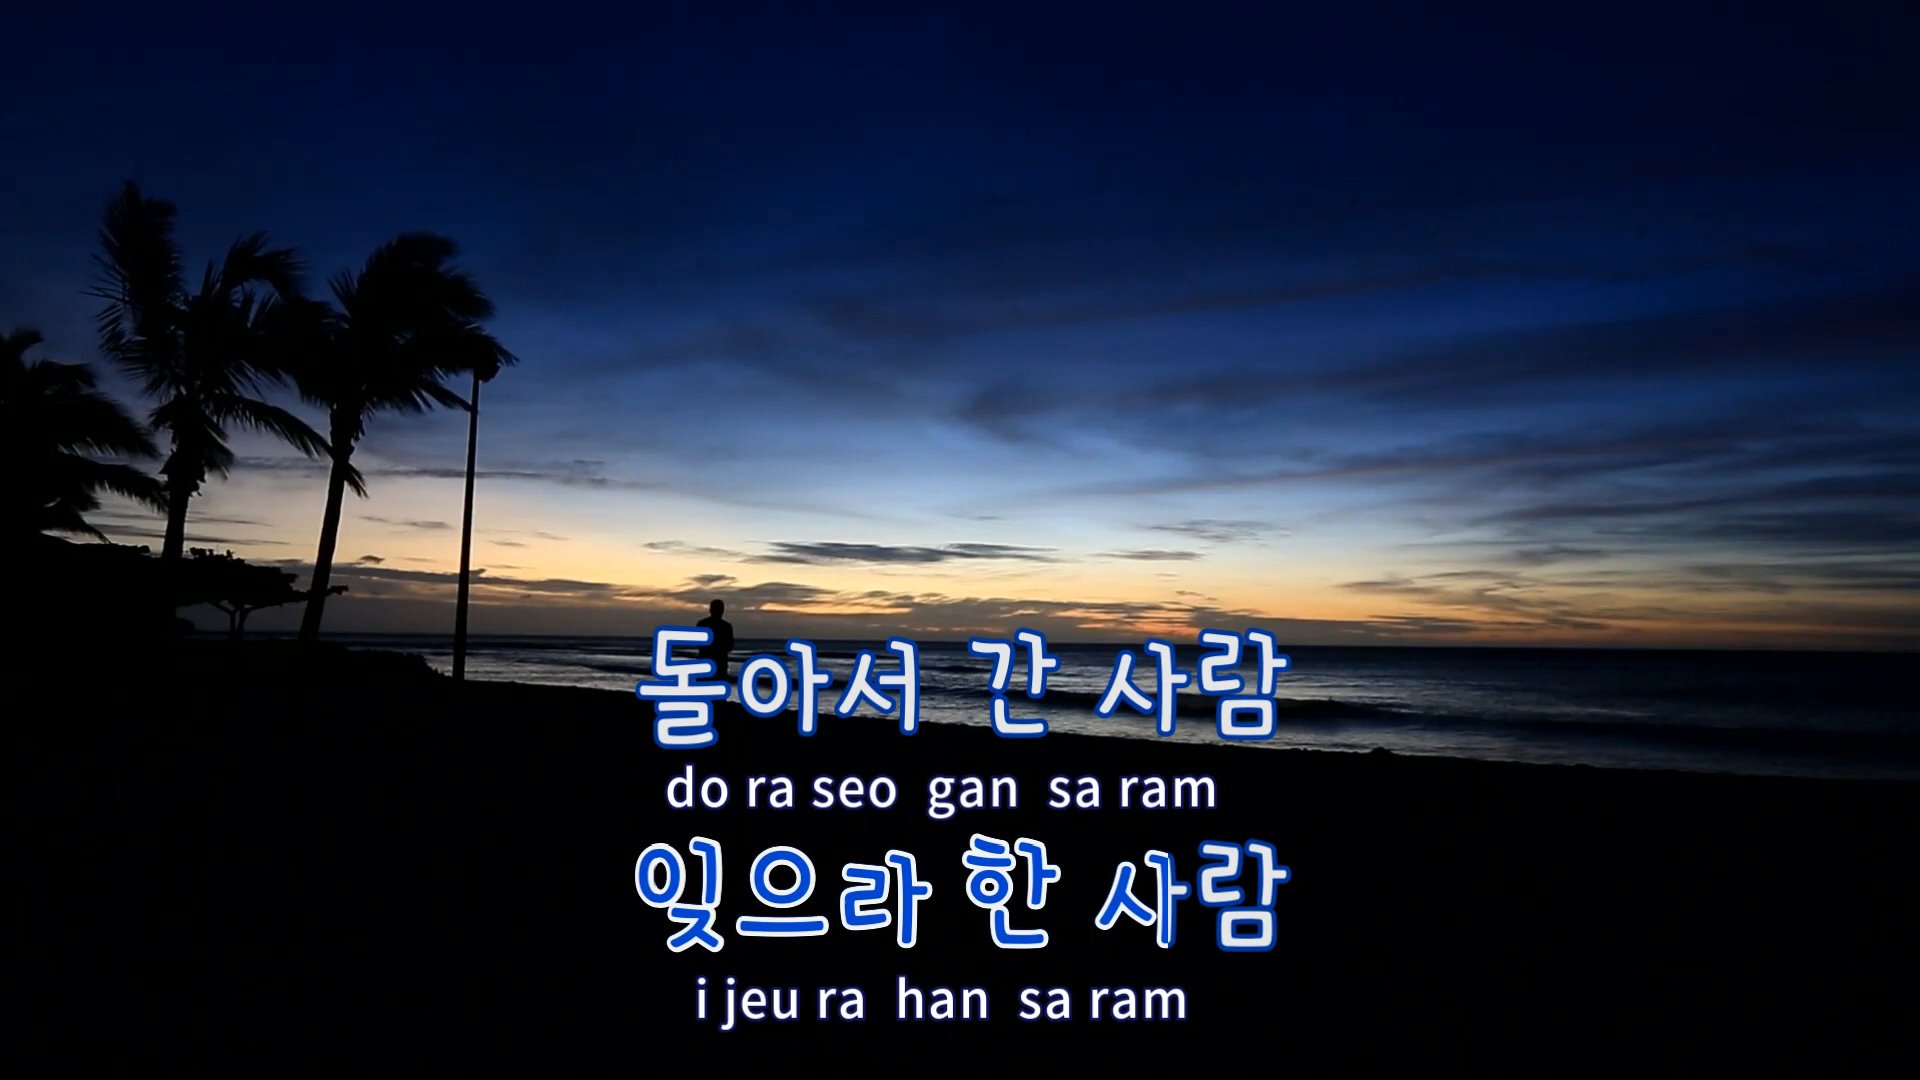 돌아서 간 사람
do ra seo gan sa ram
잊으라 한 사람
i jeu ra han sa ram